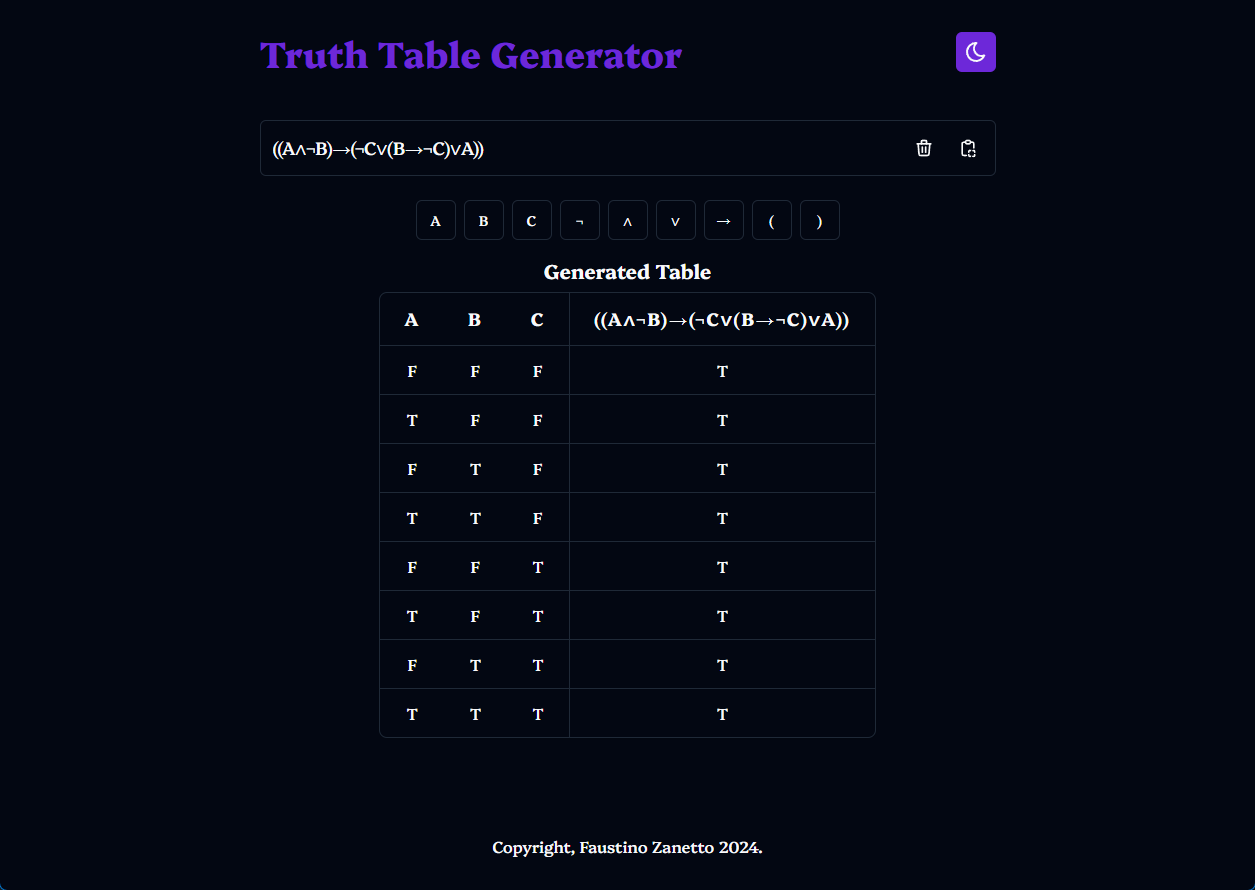 Truth Table Generator
((A∧¬B)→(¬C∨(B→¬C)∨A))
A B C ¬ ∧ ∨ → ( )
Generated Table
A B C ((A∧¬B)→(¬C∨(B→¬C)∨A))
F F F T
T F F T
F T F T
T T F T
F F T T
T F T T
F T T T
T T T T
Copyright, Faustino Zanetto 2024.